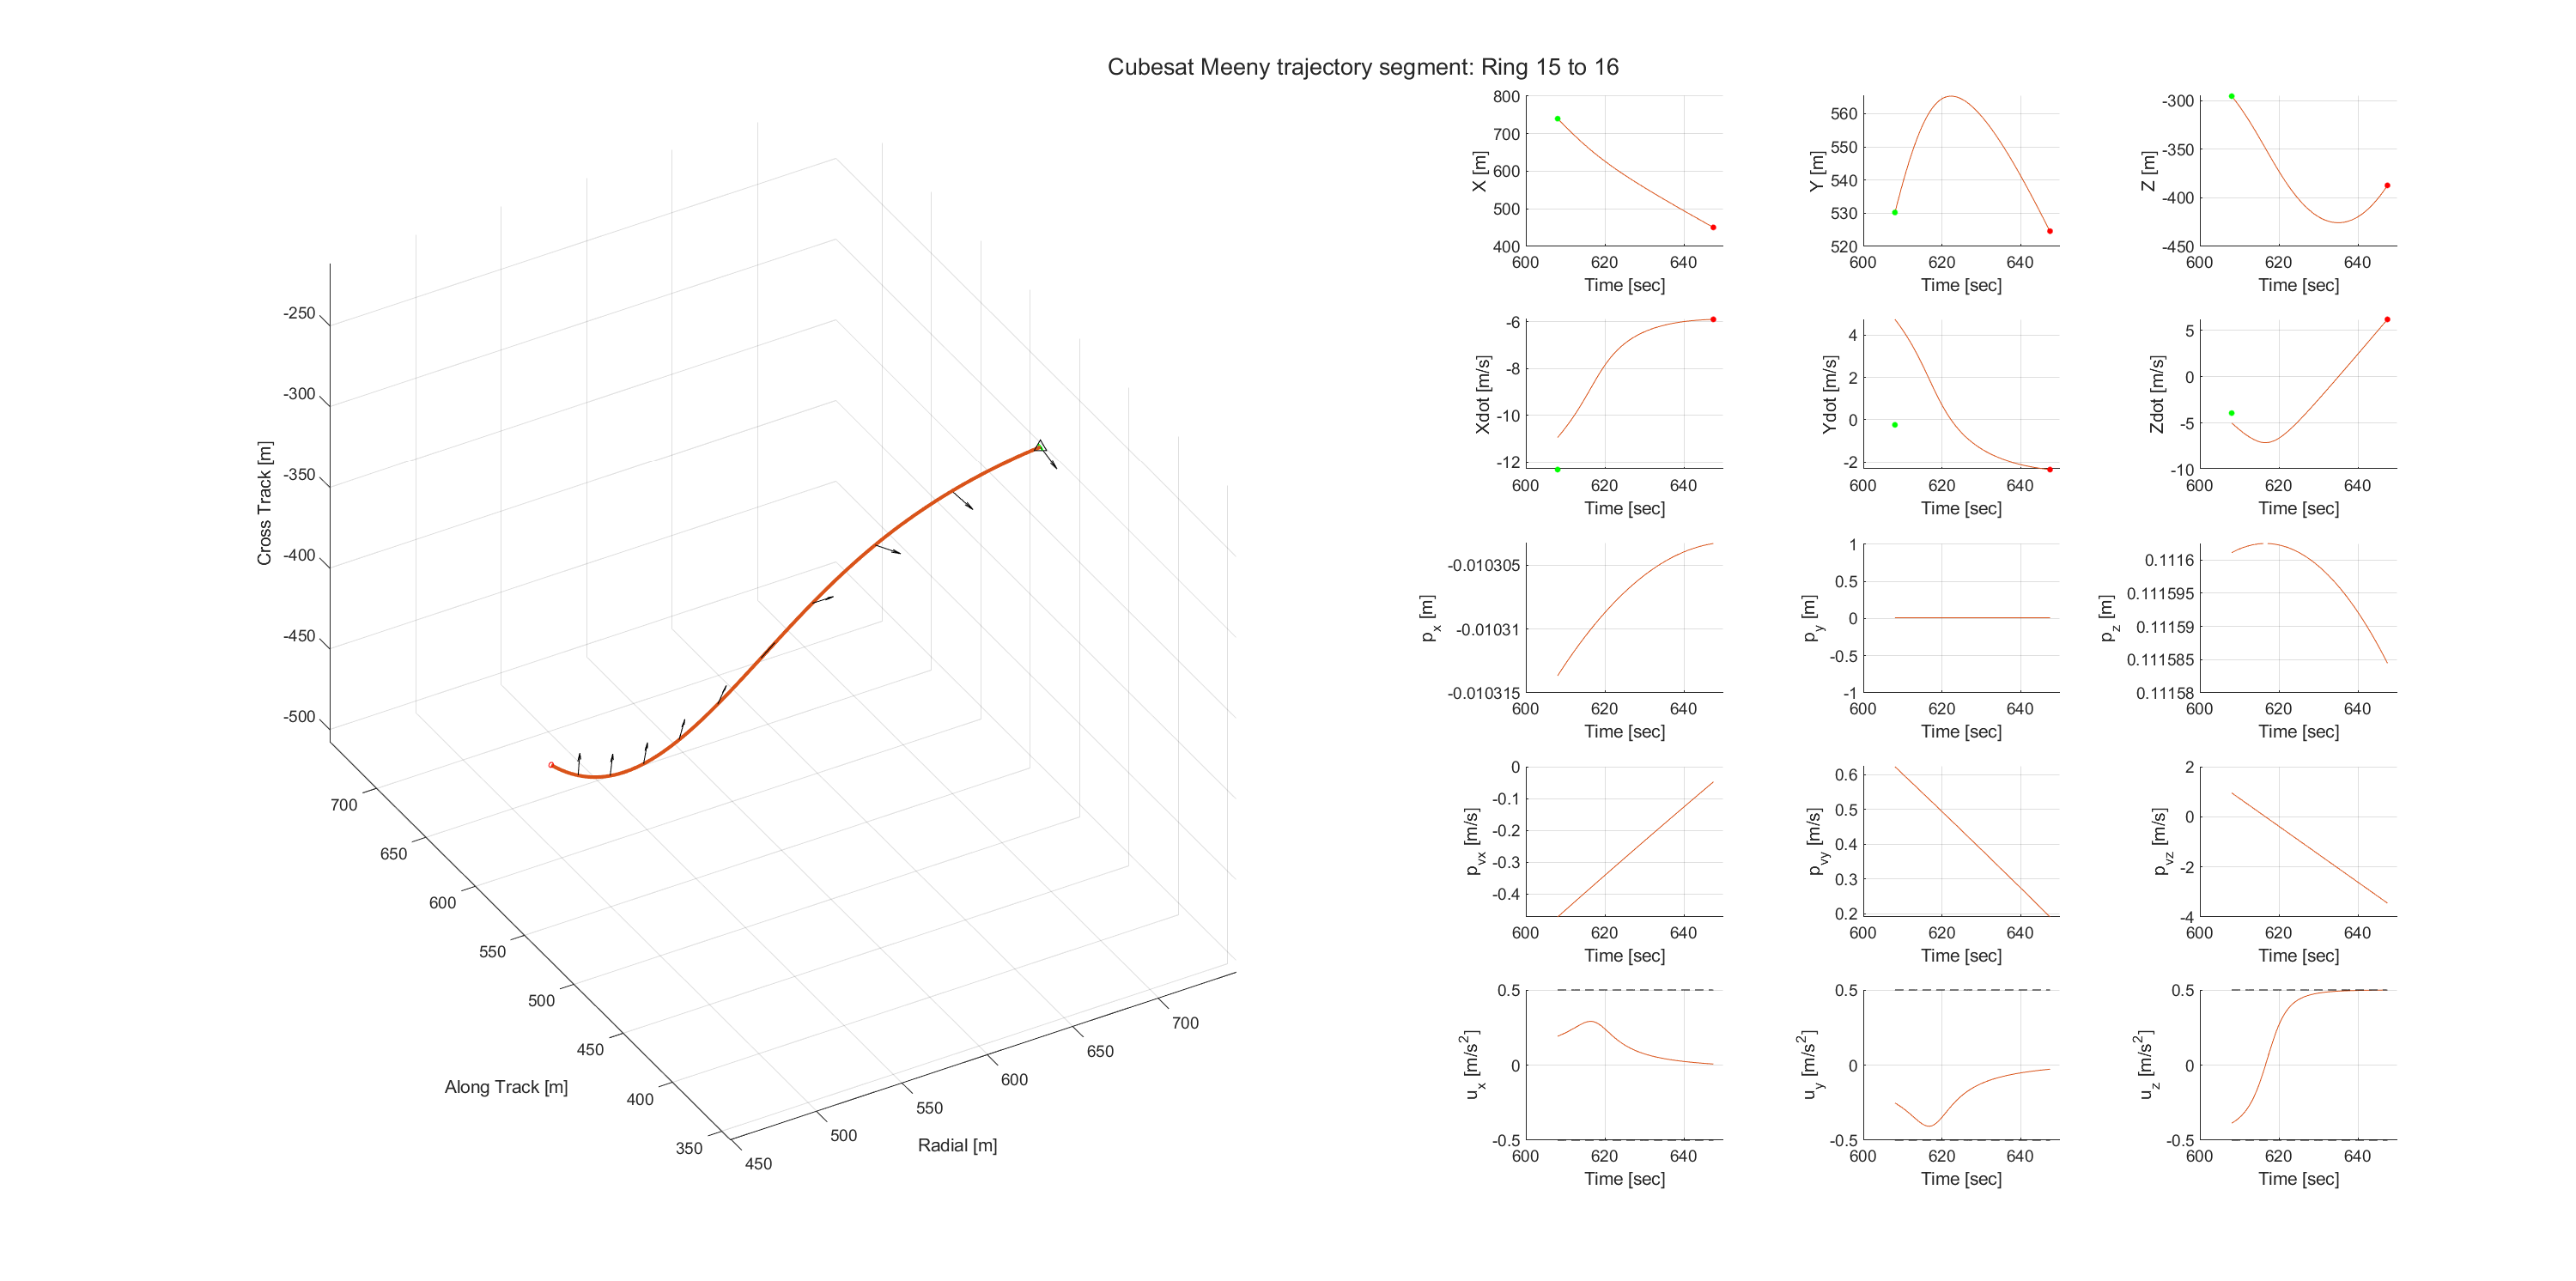 Cubesat Meeny trajectory segment: Ring 15 to 16
-250
-300
-350
-400
-450
-500
Cross Track [m]
700
650
600
550
500
450
400
350
Along Track [m]
450
500
550
600
650
700
Radial [m]
800
700
600
500
400
X [m]
600 620 640
Time [sec]
560
550
540
530
520
Y [m]
600 620 640
Time [sec]
-300
-350
-400
-450
Z [m]
600 620 640
Time [sec]
-6
-8
-10
-12
Xdot [m/s]
600 620 640
Time [sec]
4
2
0
-2
Ydot [m/s]
600 620 640
Time [sec]
5
0
-5
-10
Zdot [m/s]
600 620 640
Time [sec]
-0.010305
-0.01031
-0.010315
p_x [m]
600 620 640
Time [sec]
1
0.5
0
-0.5
-1
p_y [m]
600 620 640
Time [sec]
0.1116
0.111595
0.11159
0.111585
0.11158
p_z [m]
600 620 640
Time [sec]
0
-0.1
-0.2
-0.3
-0.4
p_vx [m/s]
600 620 640
Time [sec]
0.6
0.5
0.4
0.3
0.2
p_vy [m/s]
600 620 640
Time [sec]
2
0
-2
-4
p_vz [m/s]
600 620 640
Time [sec]
0.5
0
-0.5
u_x [m/s²]
600 620 640
Time [sec]
0.5
0
-0.5
u_y [m/s²]
600 620 640
Time [sec]
0.5
0
-0.5
u_z [m/s²]
600 620 640
Time [sec]